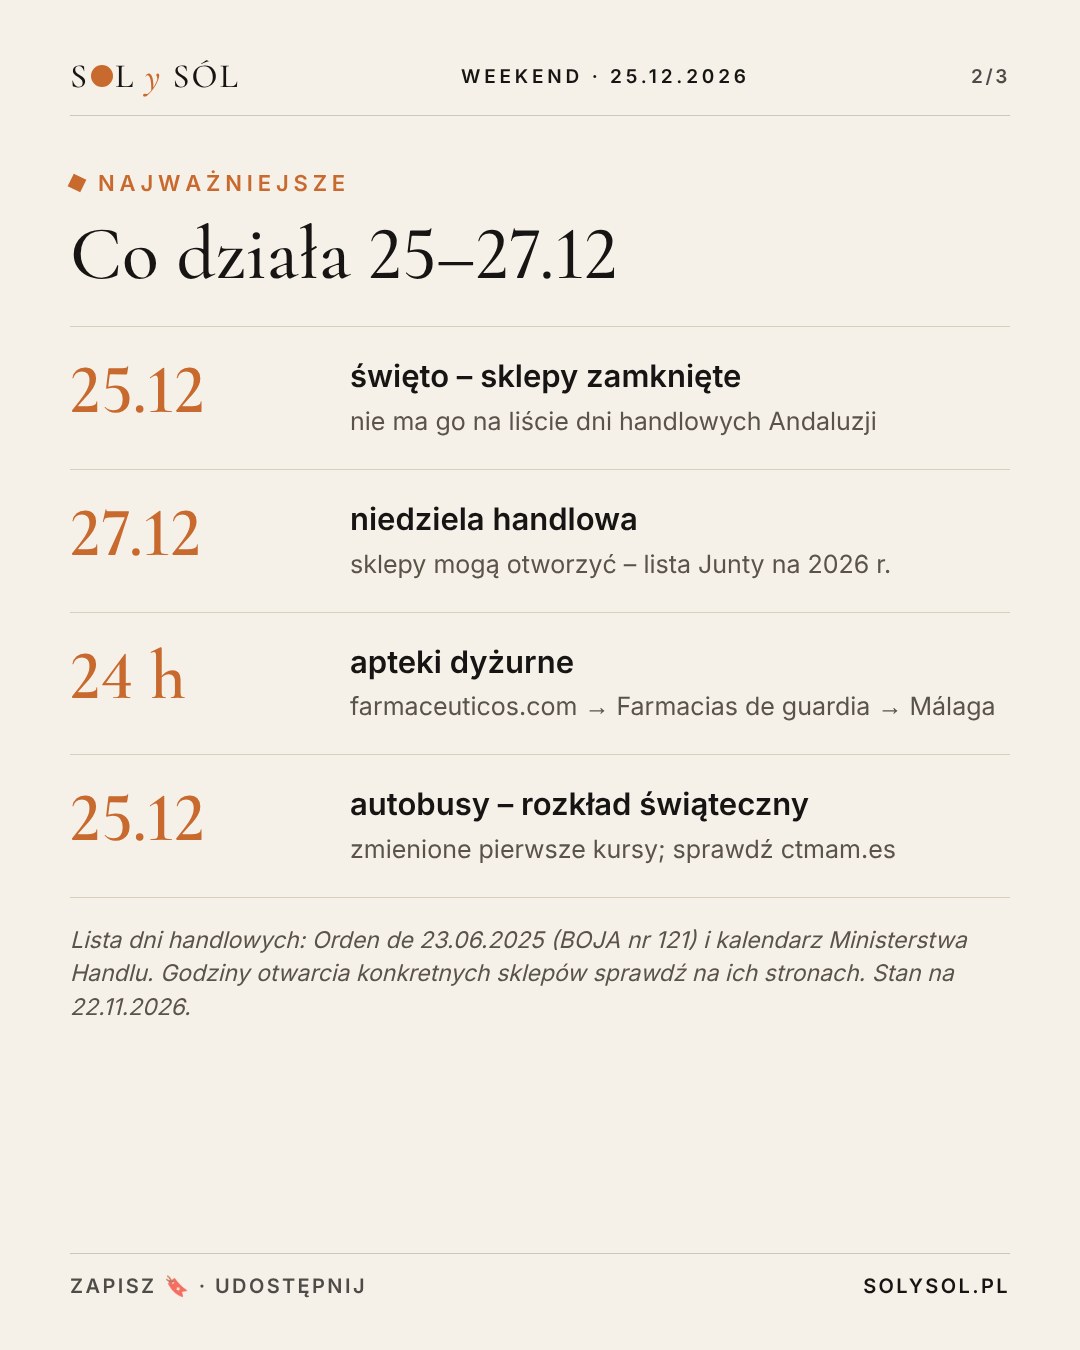 SOL y SÓL
WEEKEND · 25.12.2026
2/3
NAJWAŻNIEJSZE
Co działa 25–27.12
25.12
święto – sklepy zamknięte
nie ma go na liście dni handlowych Andaluzji
27.12
niedziela handlowa
sklepy mogą otworzyć – lista Junty na 2026 r.
24 h
apteki dyżurne
farmaceuticos.com → Farmacias de guardia → Málaga
25.12
autobusy – rozkład świąteczny
zmienione pierwsze kursy; sprawdź ctmam.es
Lista dni handlowych: Orden de 23.06.2025 (BOJA nr 121) i kalendarz Ministerstwa
Handlu. Godziny otwarcia konkretnych sklepów sprawdź na ich stronach. Stan na
22.11.2026.
ZAPISZ 🔖 · UDOSTĘPNIJ
SOLYSOL.PL